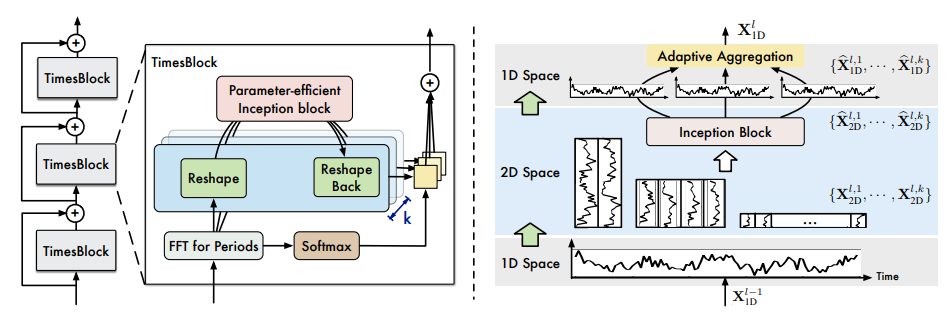 TimesBlock
TimesBlock
TimesBlock
TimesBlock
Parameter-efficient
Inception block
Reshape
Reshape
Back
k
FFT for Periods
Softmax
X^l_1D
Adaptive Aggregation
{X̂^{l,1}_1D, ⋯, X̂^{l,k}_1D}
1D Space
{X̂^{l,1}_2D, ⋯, X̂^{l,k}_2D}
Inception Block
2D Space
{X^{l,1}_2D, ⋯, X^{l,k}_2D}
...
1D Space
Time
X^{l−1}_1D